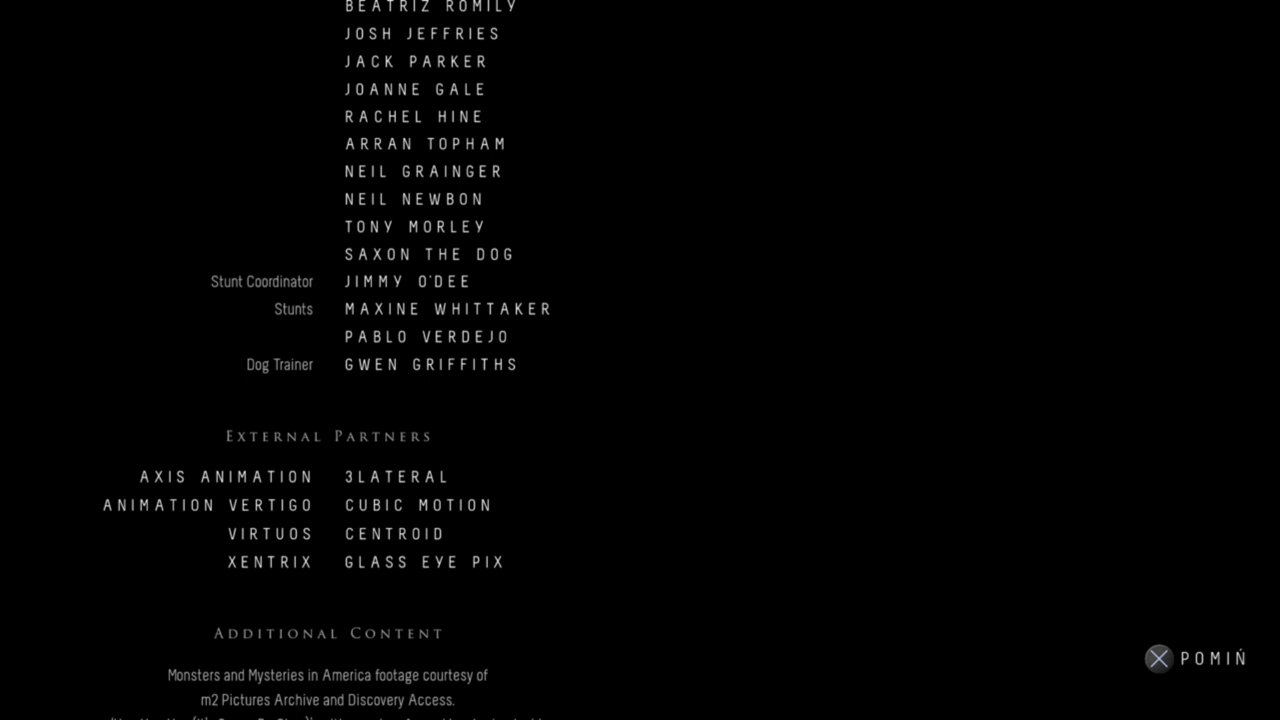 BEATRIZ ROMILY
JOSH JEFFRIES
JACK PARKER
JOANNE GALE
RACHEL HINE
ARRAN TOPHAM
NEIL GRAINGER
NEIL NEWBON
TONY MORLEY
SAXON THE DOG
Stunt Coordinator JIMMY O'DEE
Stunts MAXINE WHITTAKER
PABLO VERDEJO
Dog Trainer GWEN GRIFFITHS
EXTERNAL PARTNERS
AXIS ANIMATION 3LATERAL
ANIMATION VERTIGO CUBIC MOTION
VIRTUOS CENTROID
XENTRIX GLASS EYE PIX
ADDITIONAL CONTENT
Monsters and Mysteries in America footage courtesy of
m2 Pictures Archive and Discovery Access.
POMIŃ